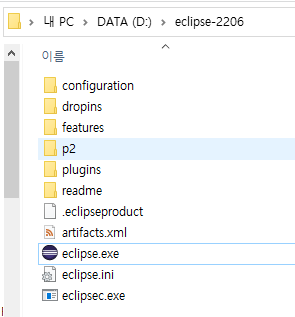 내 PC > DATA (D:) > eclipse-2206
이름
configuration
dropins
features
p2
plugins
readme
.eclipseproduct
artifacts.xml
eclipse.exe
eclipse.ini
eclipsec.exe